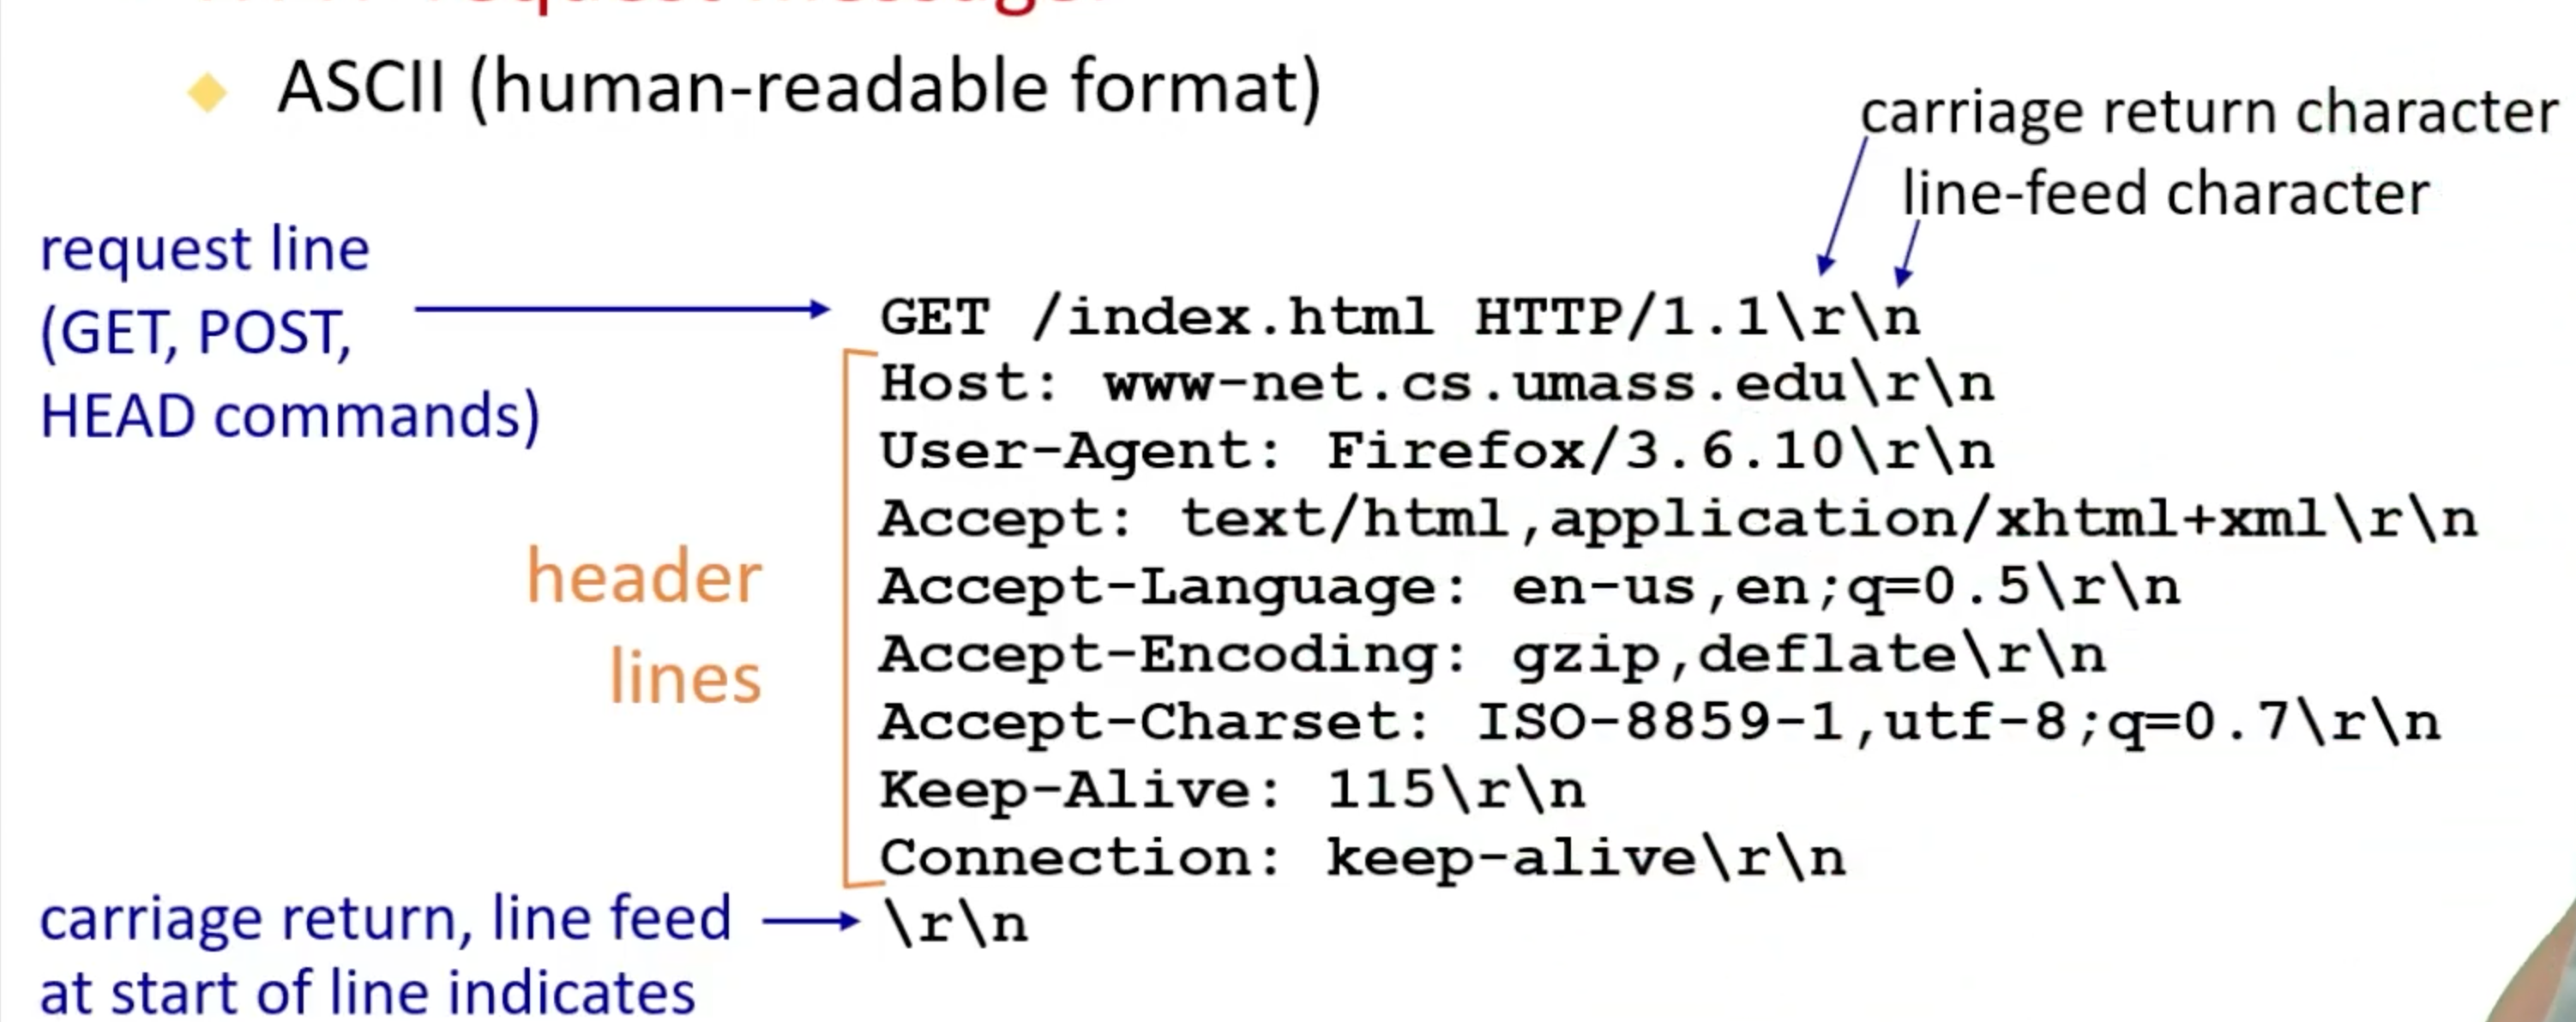 request message:
ASCII (human-readable format)
carriage return character
line-feed character
request line
(GET, POST,
HEAD commands)
GET /index.html HTTP/1.1\r\n
Host: www-net.cs.umass.edu\r\n
User-Agent: Firefox/3.6.10\r\n
Accept: text/html,application/xhtml+xml\r\n
Accept-Language: en-us,en;q=0.5\r\n
Accept-Encoding: gzip,deflate\r\n
Accept-Charset: ISO-8859-1,utf-8;q=0.7\r\n
Keep-Alive: 115\r\n
Connection: keep-alive\r\n
header
lines
\r\n
carriage return, line feed
at start of line indicates